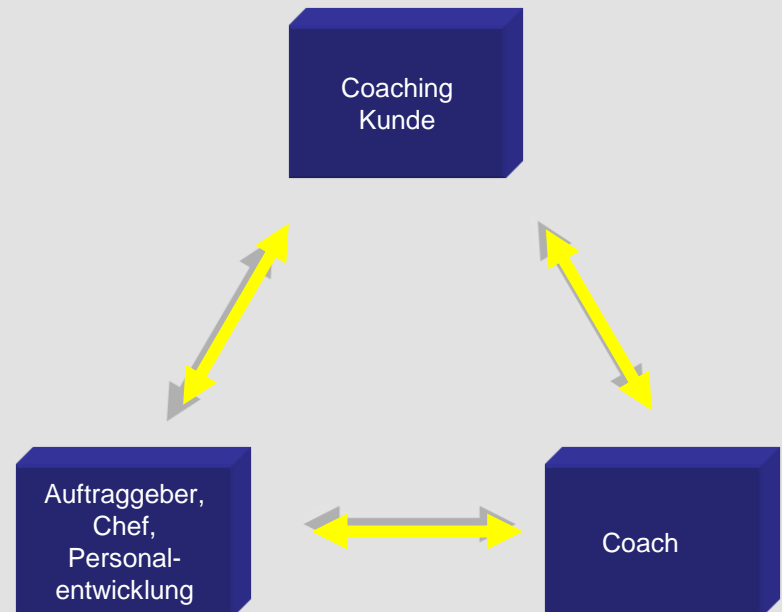 Coaching
Kunde
Auftraggeber,
Chef,
Personal-
entwicklung
Coach